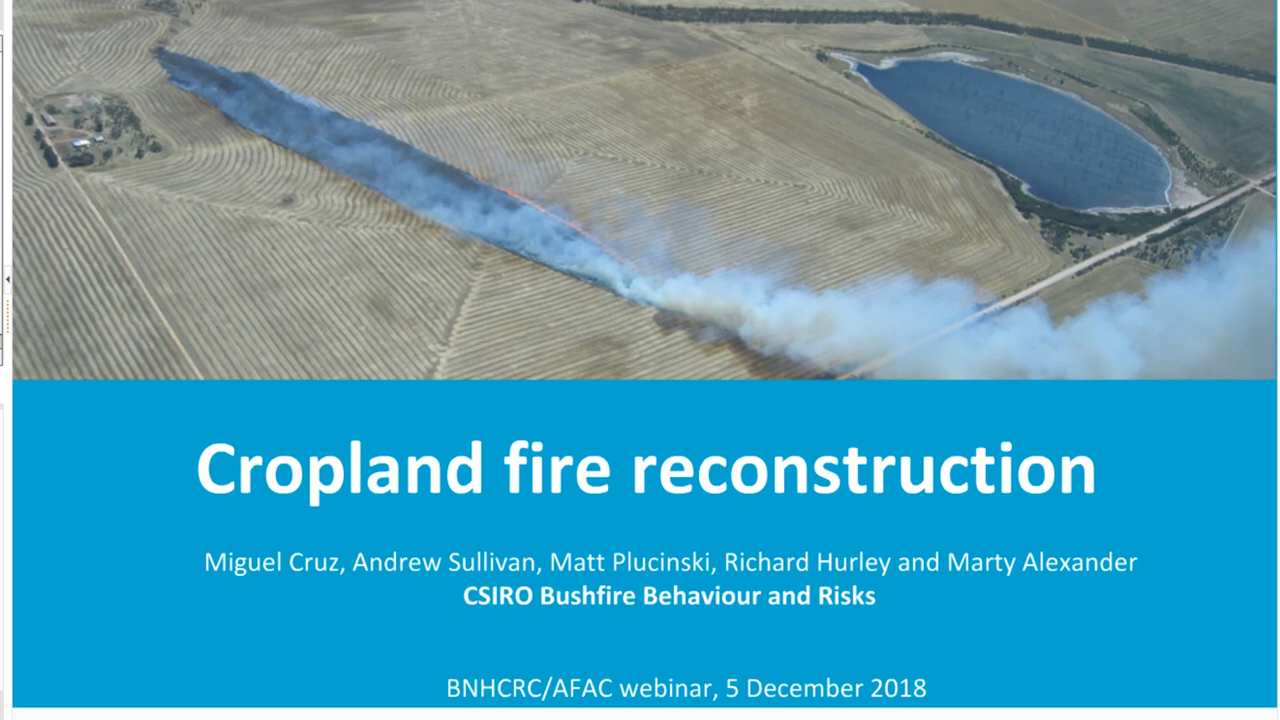 Cropland fire reconstruction
Miguel Cruz, Andrew Sullivan, Matt Plucinski, Richard Hurley and Marty Alexander
CSIRO Bushfire Behaviour and Risks
BNHCRC/AFAC webinar, 5 December 2018